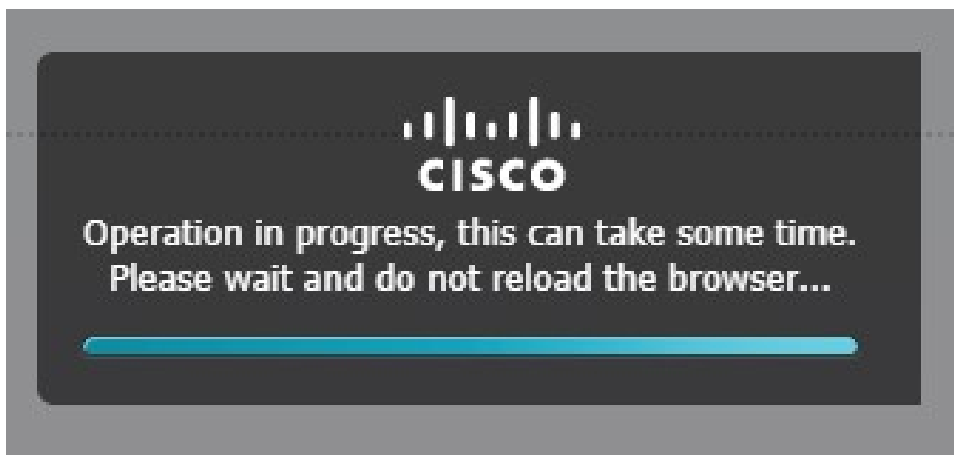 CISCO
Operation in progress, this can take some time.
Please wait and do not reload the browser...